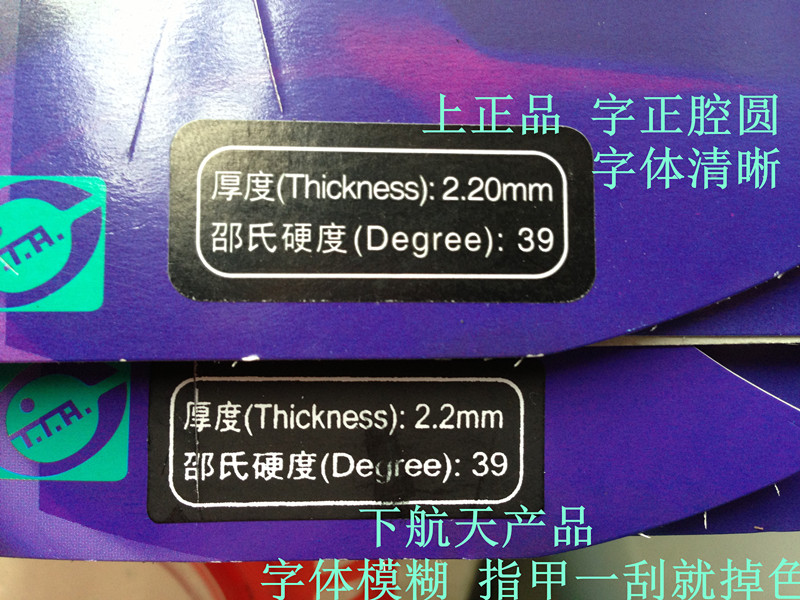 上正品 字正腔圆
字体清晰
厚度(Thickness): 2.20mm
邵氏硬度(Degree): 39
T.A.
厚度(Thickness): 2.2mm
邵氏硬度(Degree): 39
I.T.T.A.
下航天产品
字体模糊 指甲一刮就掉色